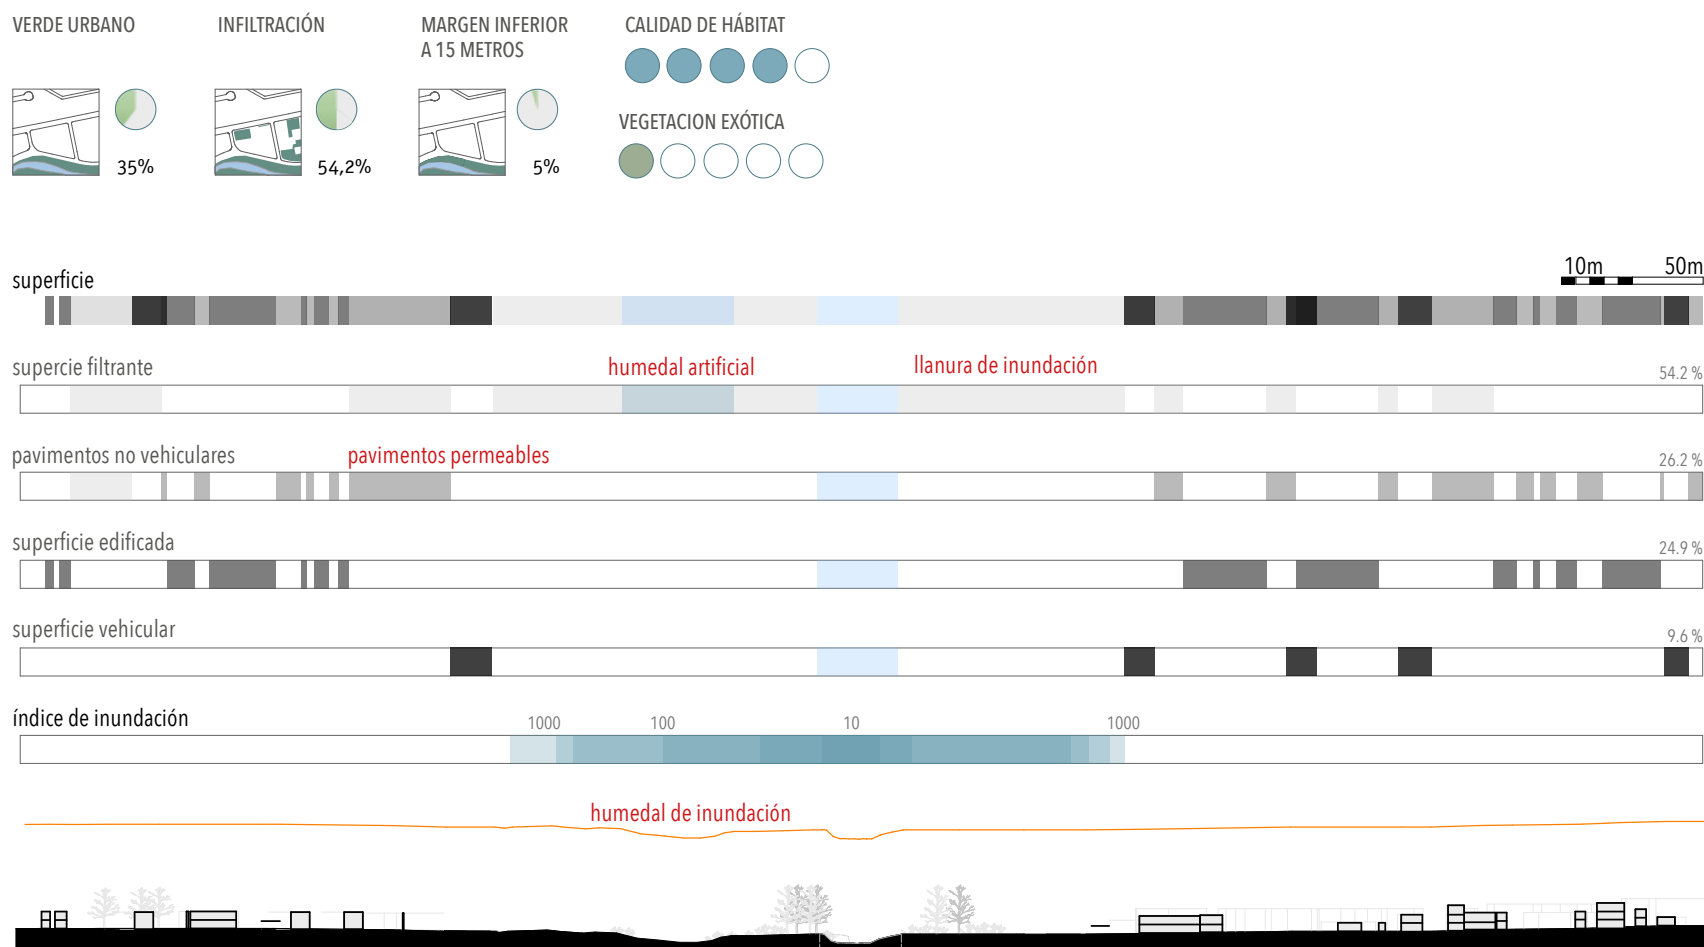 VERDE URBANO
INFILTRACIÓN
MARGEN INFERIOR
A 15 METROS
CALIDAD DE HÁBITAT
VEGETACION EXÓTICA
35%
54,2%
5%
10m
50m
superficie
supercie filtrante
humedal artificial
llanura de inundación
54.2 %
pavimentos no vehiculares
pavimentos permeables
26.2 %
superficie edificada
24.9 %
superficie vehicular
9.6 %
índice de inundación
1000
100
10
1000
humedal de inundación